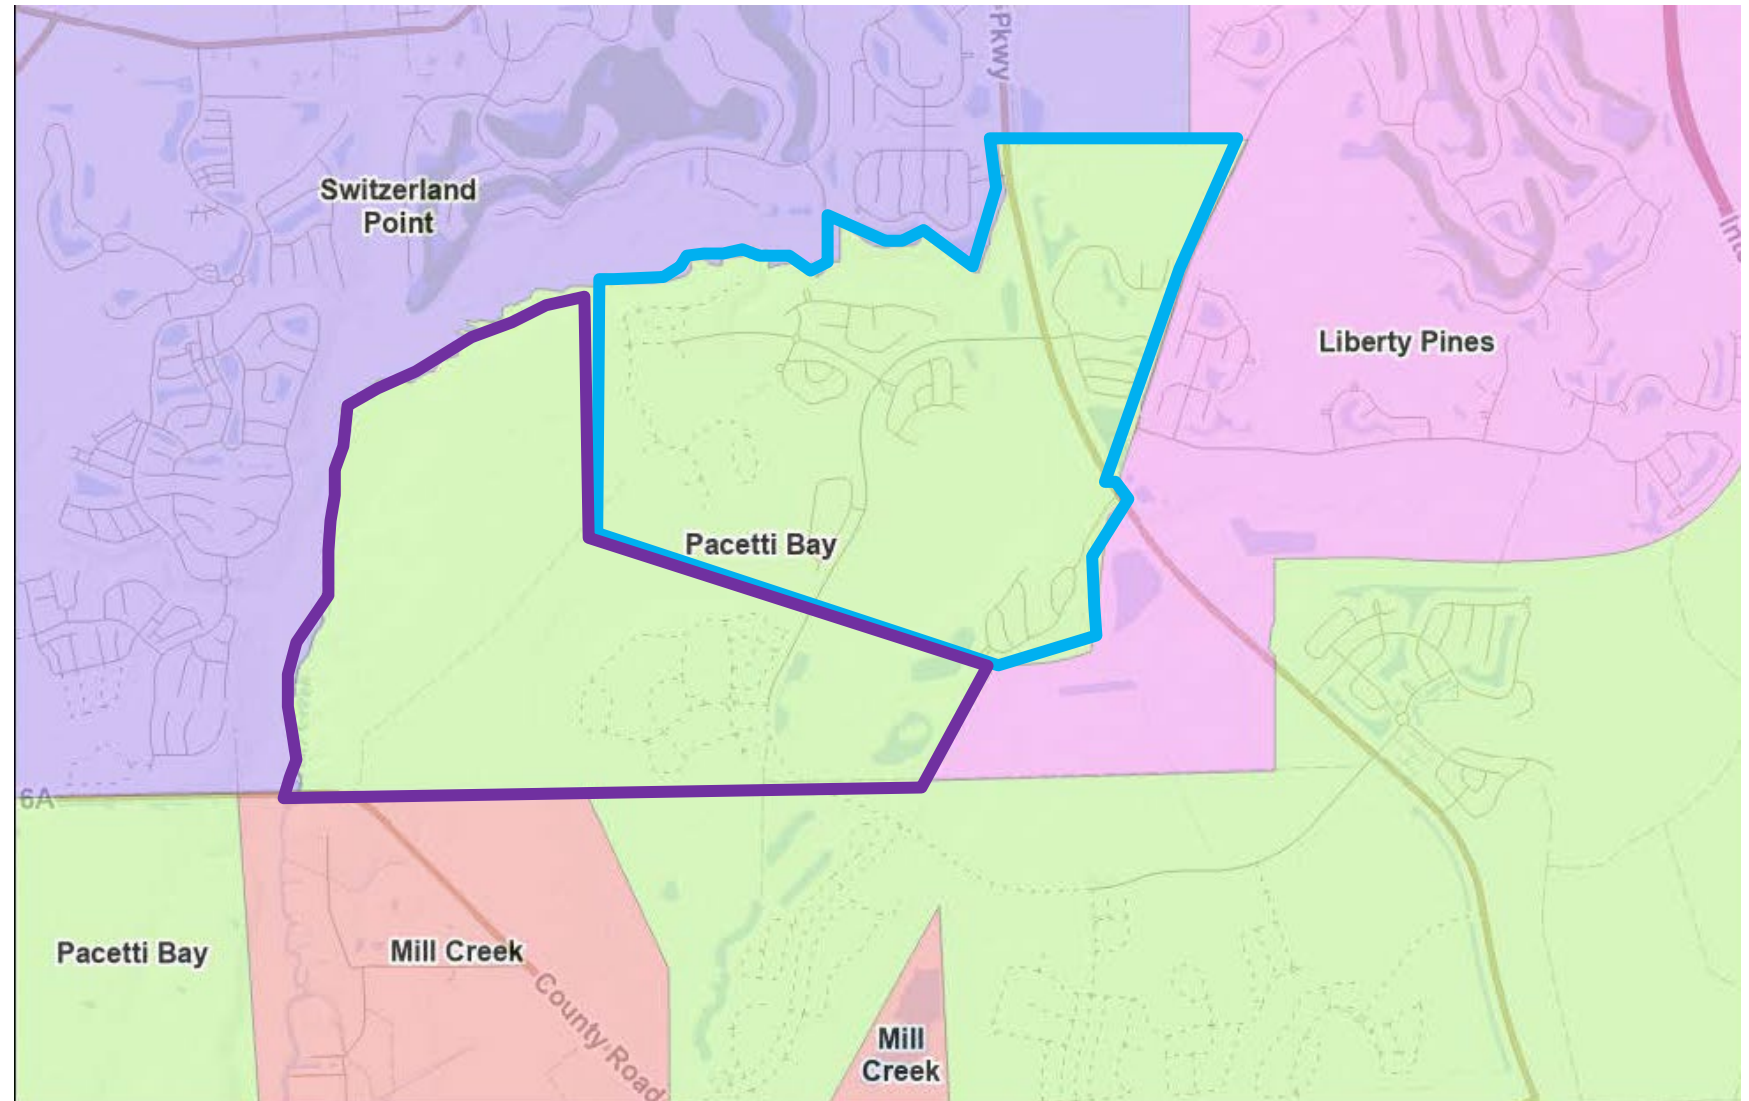 Pkwy
Switzerland
Point
Liberty Pines
Pacetti Bay
6A
Pacetti Bay
Mill Creek
County Road
Mill
Creek